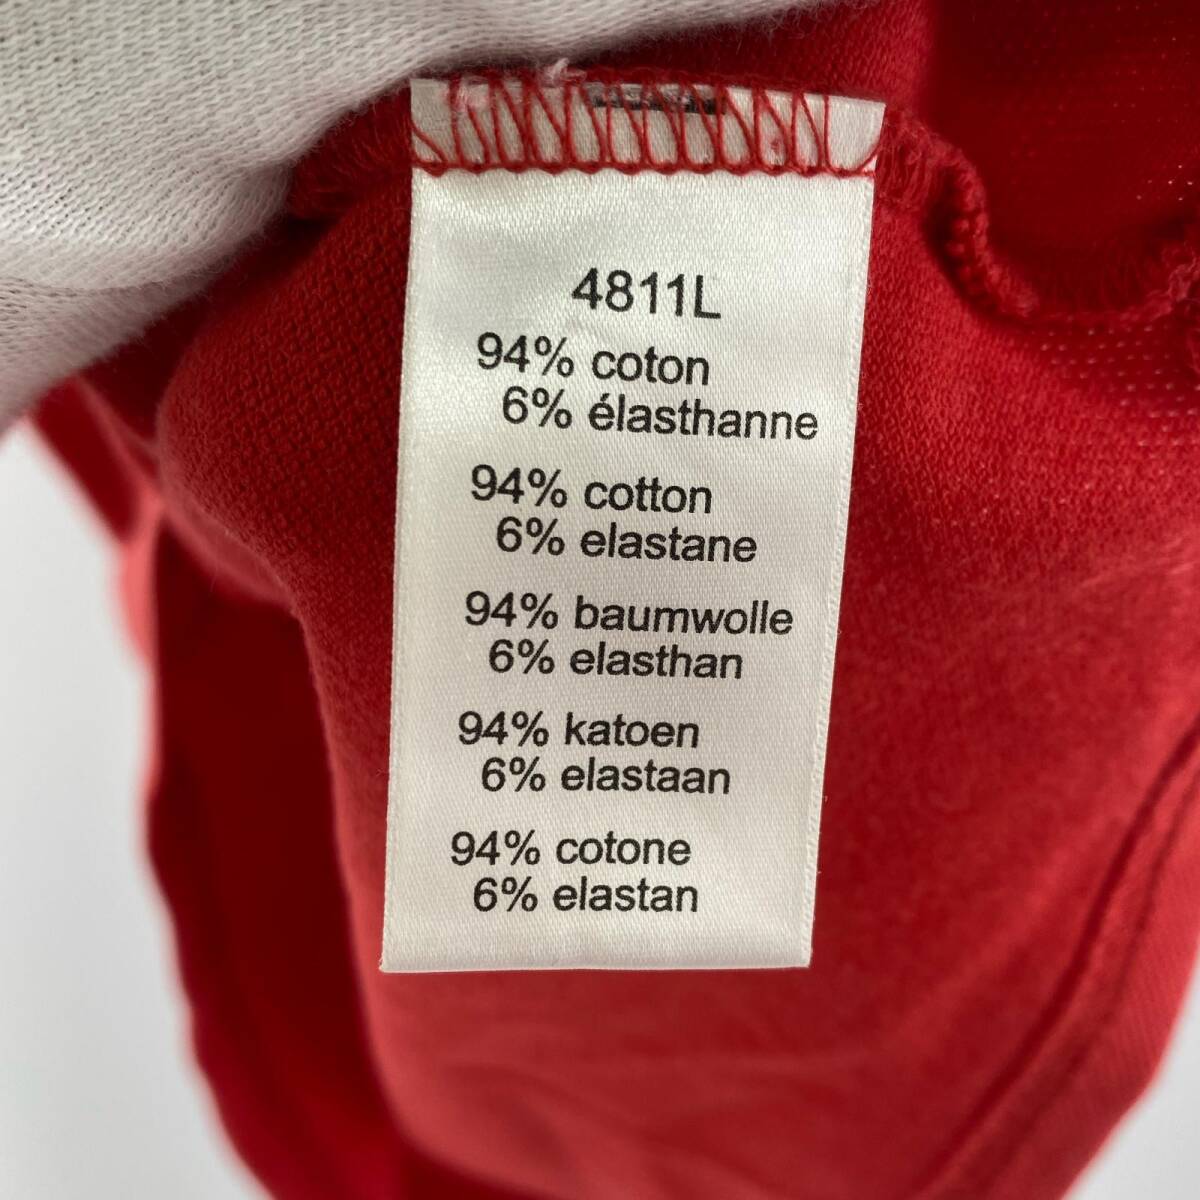 4811L
94% coton
6% élasthanne
94% cotton
6% elastane
94% baumwolle
6% elasthan
94% katoen
6% elastaan
94% cotone
6% elastan